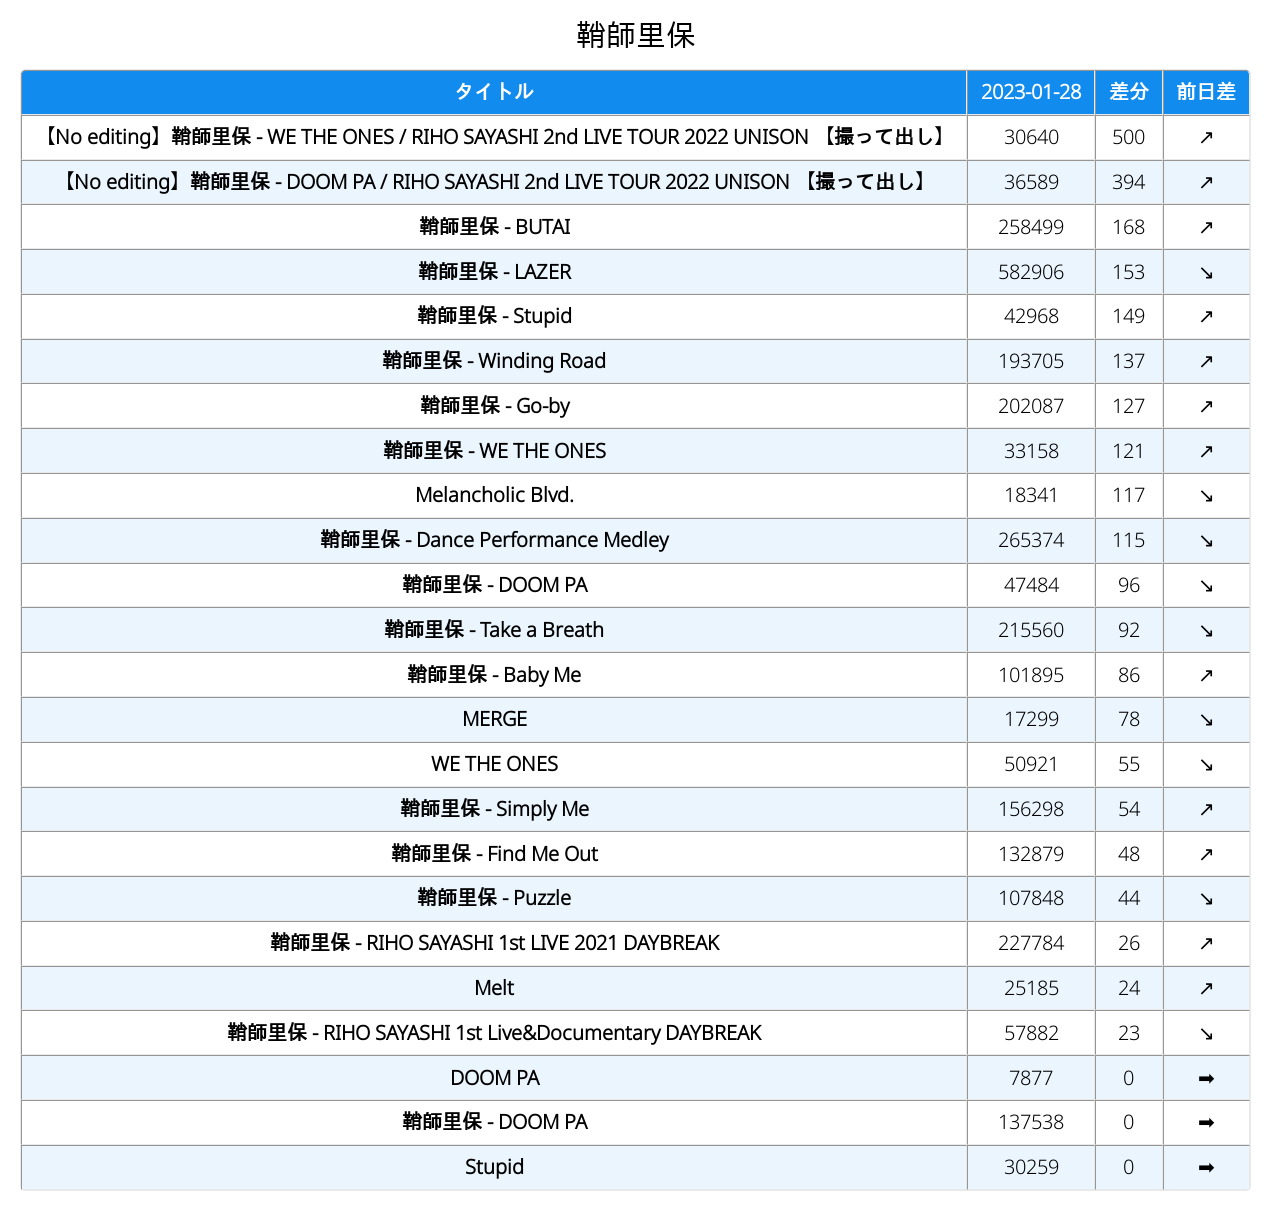 鞘師里保
タイトル 2023-01-28 差分 前日差
【No editing】鞘師里保 - WE THE ONES / RIHO SAYASHI 2nd LIVE TOUR 2022 UNISON 【撮って出し】 30640 500 ↗
【No editing】鞘師里保 - DOOM PA / RIHO SAYASHI 2nd LIVE TOUR 2022 UNISON 【撮って出し】 36589 394 ↗
鞘師里保 - BUTAI 258499 168 ↗
鞘師里保 - LAZER 582906 153 ↘
鞘師里保 - Stupid 42968 149 ↗
鞘師里保 - Winding Road 193705 137 ↗
鞘師里保 - Go-by 202087 127 ↗
鞘師里保 - WE THE ONES 33158 121 ↗
Melancholic Blvd. 18341 117 ↘
鞘師里保 - Dance Performance Medley 265374 115 ↘
鞘師里保 - DOOM PA 47484 96 ↘
鞘師里保 - Take a Breath 215560 92 ↘
鞘師里保 - Baby Me 101895 86 ↗
MERGE 17299 78 ↘
WE THE ONES 50921 55 ↘
鞘師里保 - Simply Me 156298 54 ↗
鞘師里保 - Find Me Out 132879 48 ↗
鞘師里保 - Puzzle 107848 44 ↘
鞘師里保 - RIHO SAYASHI 1st LIVE 2021 DAYBREAK 227784 26 ↗
Melt 25185 24 ↗
鞘師里保 - RIHO SAYASHI 1st Live&Documentary DAYBREAK 57882 23 ↘
DOOM PA 7877 0 ➡
鞘師里保 - DOOM PA 137538 0 ➡
Stupid 30259 0 ➡